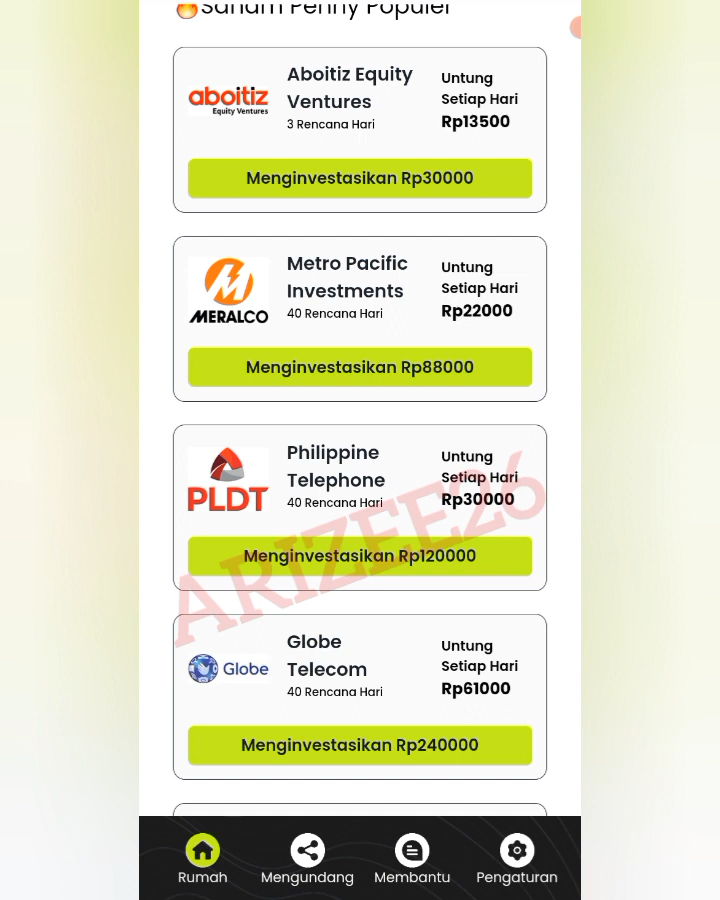 Saham Penny Populer
aboitiz
Equity Ventures
Aboitiz Equity
Ventures
3 Rencana Hari
Untung
Setiap Hari
Rp13500
Menginvestasikan Rp30000
MERALCO
Metro Pacific
Investments
40 Rencana Hari
Untung
Setiap Hari
Rp22000
Menginvestasikan Rp88000
PLDT
Philippine
Telephone
40 Rencana Hari
Untung
Setiap Hari
Rp30000
Menginvestasikan Rp120000
ARIZEE26
Globe
Globe
Telecom
40 Rencana Hari
Untung
Setiap Hari
Rp61000
Menginvestasikan Rp240000
Rumah
Mengundang
Membantu
Pengaturan